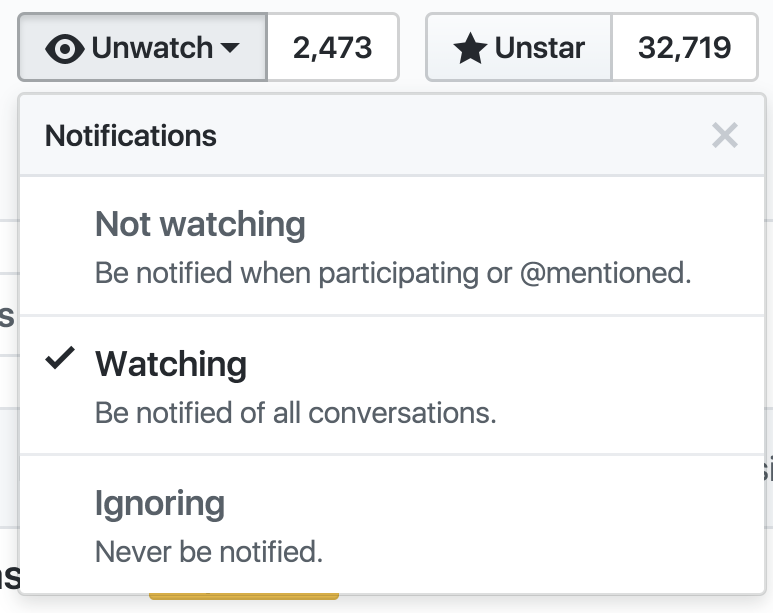 Unwatch 2,473 Unstar 32,719
Notifications
Not watching
Be notified when participating or @mentioned.
Watching
Be notified of all conversations.
Ignoring
Never be notified.